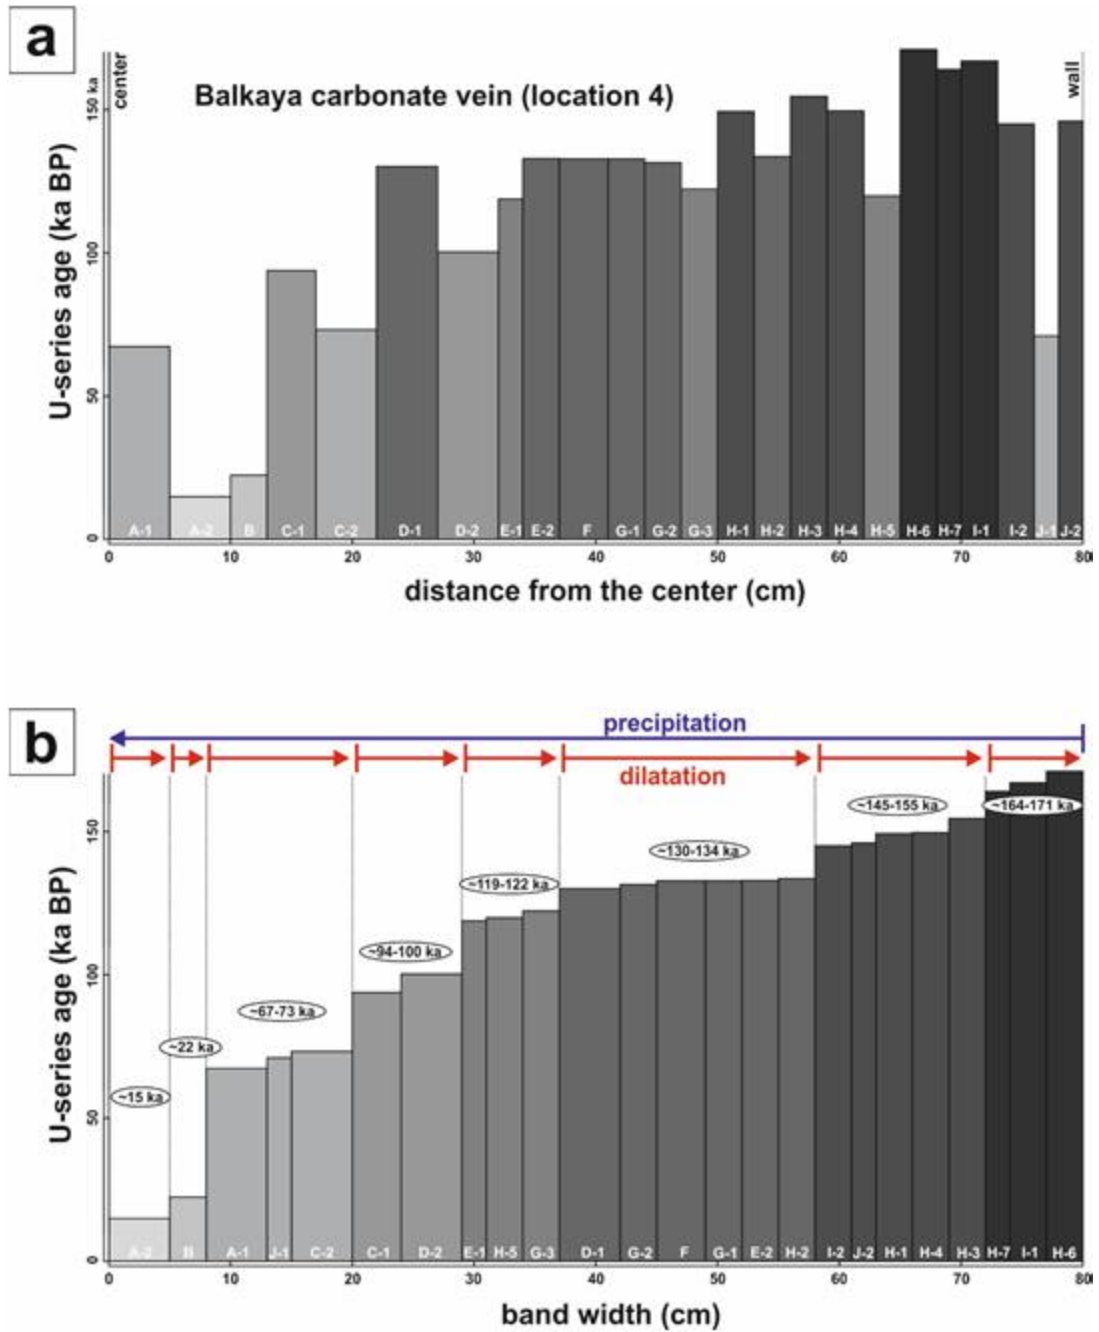 a
center
wall
Balkaya carbonate vein (location 4)
U-series age (ka BP)
150 ka
100
50
0
A-1 A-2 B C-1 C-2 D-1 D-2 E-1 E-2 F G-1 G-2 G-3 H-1 H-2 H-3 H-4 H-5 H-6 H-7 I-1 I-2 J-1 J-2
0 10 20 30 40 50 60 70 80
distance from the center (cm)
b
precipitation
dilatation
~145-155 ka ~164-171 ka
~130-134 ka
~119-122 ka
~94-100 ka
~67-73 ka
~22 ka
~15 ka
U-series age (ka BP)
150
100
50
0
A-2 B A-1 J-1 C-2 C-1 D-2 E-1 H-5 G-3 D-1 G-2 F G-1 E-2 H-2 I-2 J-2 H-1 H-4 H-3 H-7 I-1 H-6
0 10 20 30 40 50 60 70 80
band width (cm)